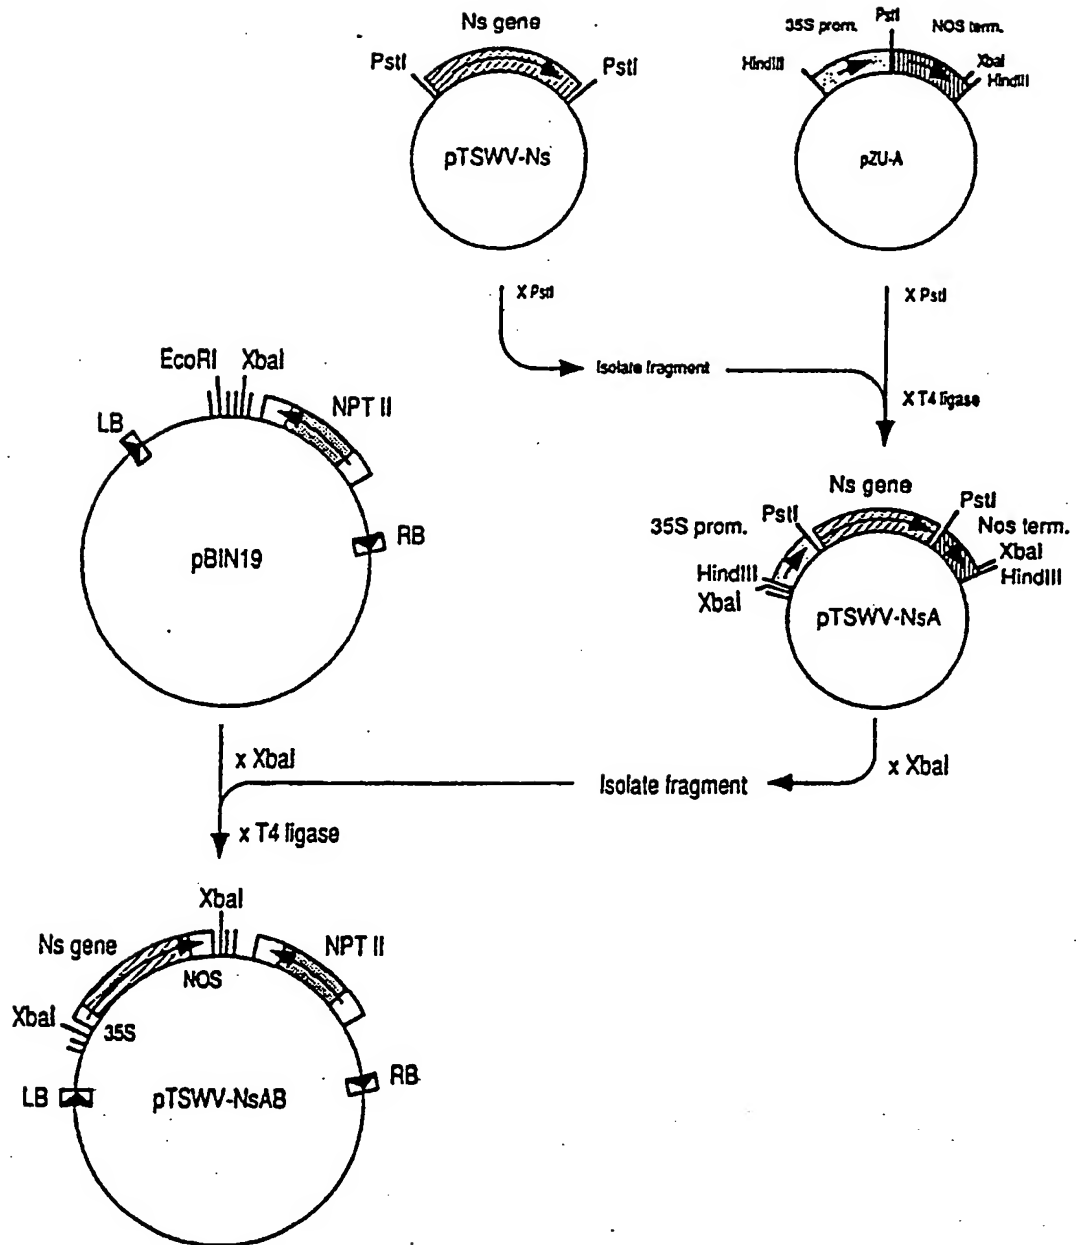 Ns gene
PstI
PstI
pTSWV-Ns
35S prom.
PstI
NOS term.
HindIII
XbaI
HindIII
pZU-A
X PstI
X PstI
Isolate fragment
X T4 ligase
EcoRI
XbaI
NPT II
LB
RB
pBIN19
Ns gene
PstI
PstI
35S prom.
Nos term.
HindIII
XbaI
XbaI
HindIII
pTSWV-NsA
x XbaI
x XbaI
Isolate fragment
x T4 ligase
XbaI
Ns gene
NPT II
NOS
XbaI
35S
LB
RB
pTSWV-NsAB